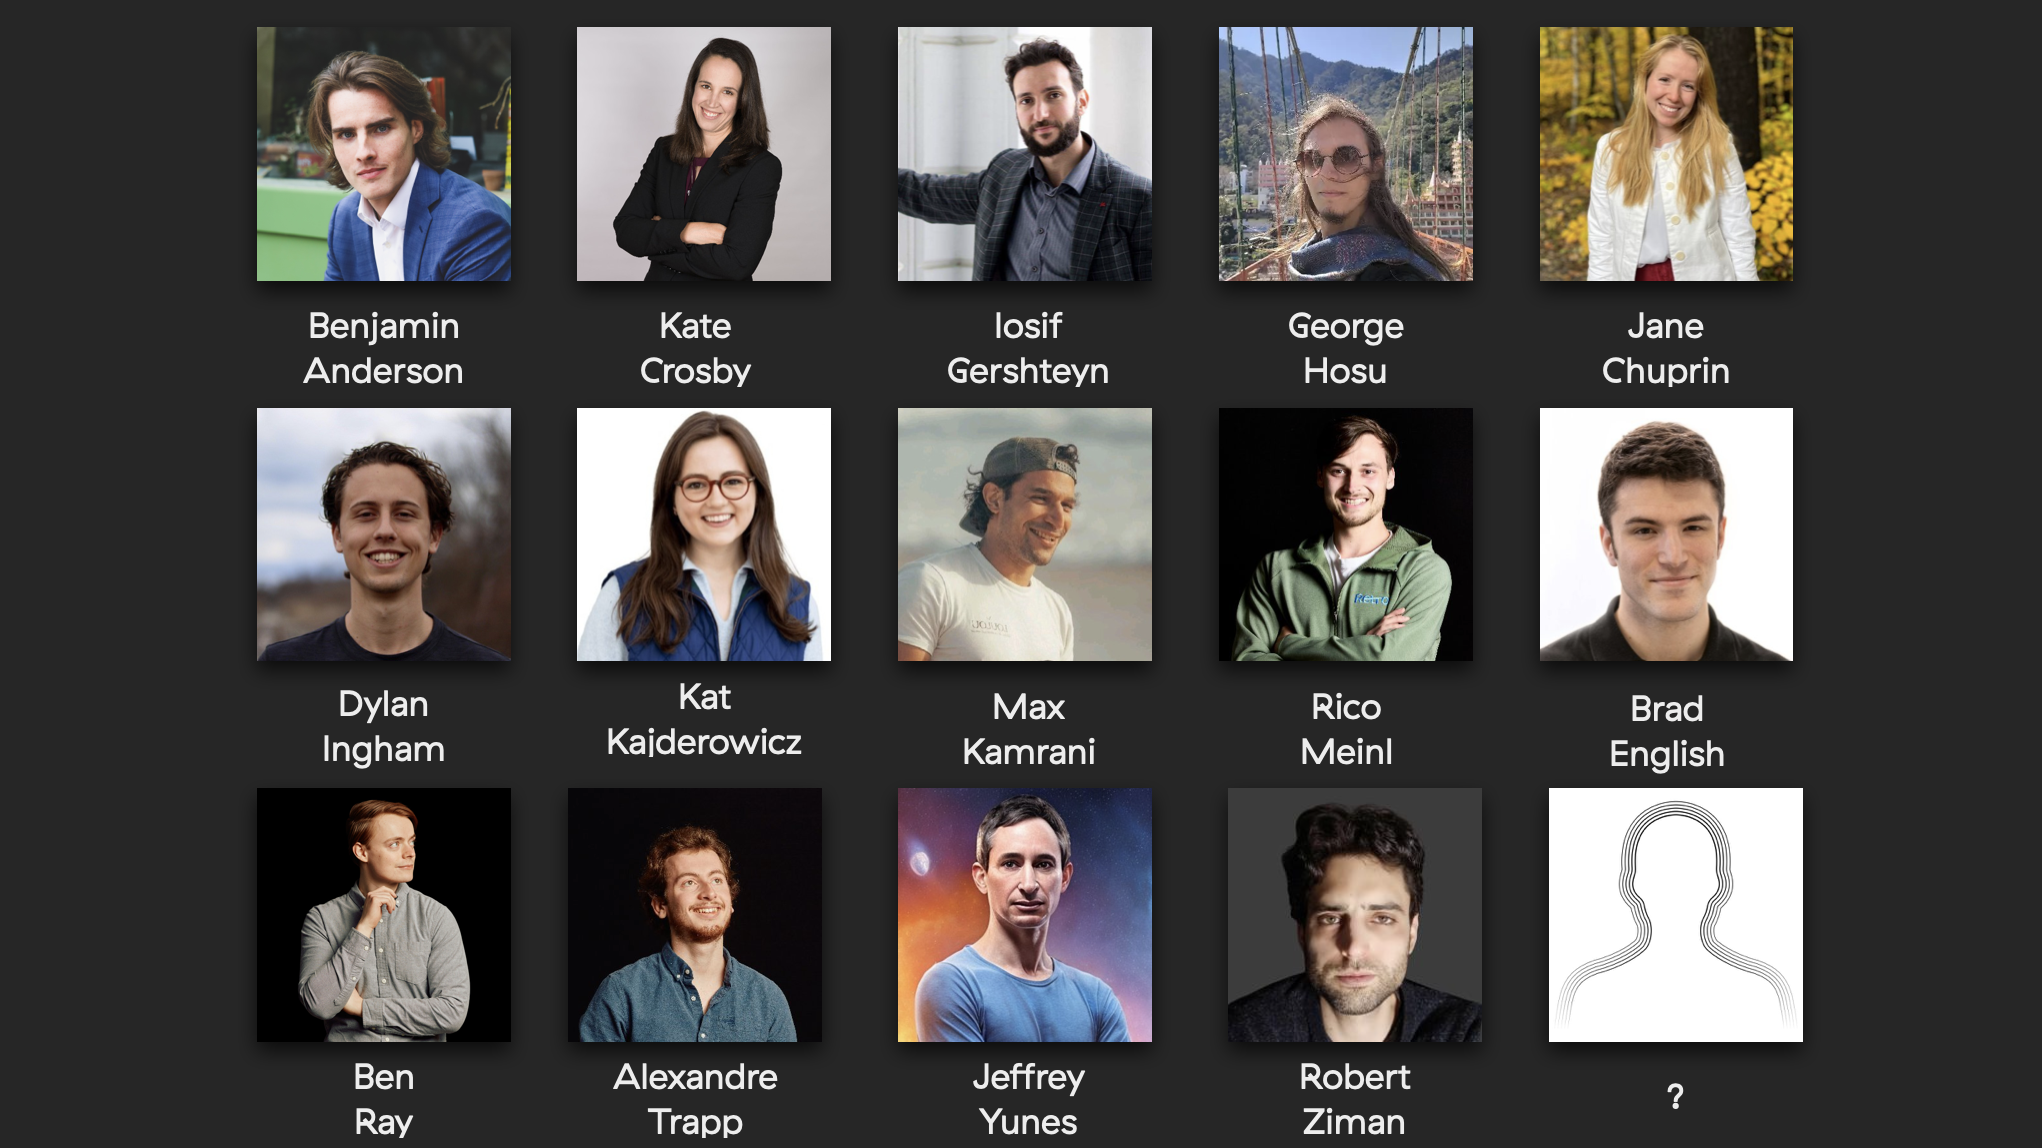 Benjamin
Anderson
Kate
Crosby
Iosif
Gershteyn
George
Hosu
Jane
Chuprin
Dylan
Ingham
Kat
Kajderowicz
Max
Kamrani
Rico
Meinl
Brad
English
Ben
Ray
Alexandre
Trapp
Jeffrey
Yunes
Robert
Ziman
?